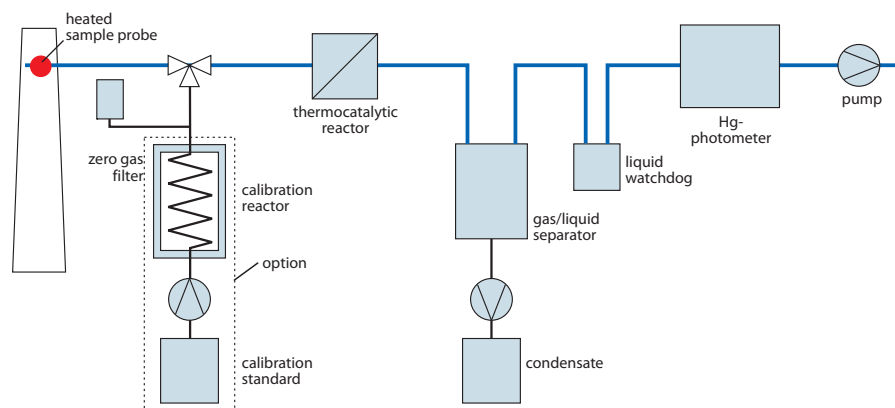 heated
sample probe
thermocatalytic
reactor
Hg-
photometer
pump
zero gas
filter
calibration
reactor
liquid
watchdog
gas/liquid
separator
option
calibration
standard
condensate